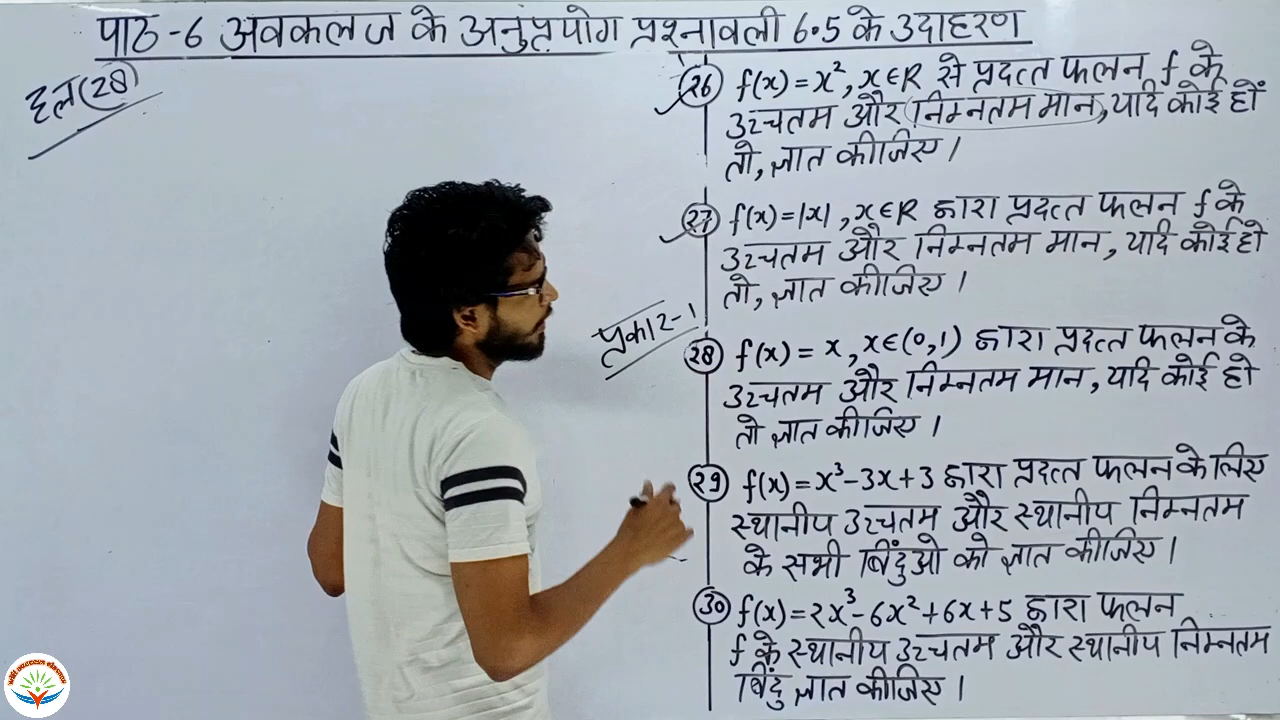 पाठ-6 अवकलज के अनुप्रयोग प्रश्नावली 6.5 के उदाहरण
हल(28)
26 f(x) = x², x∈R से प्रदत्त फलन f के
उच्चतम और निम्नतम मान, यदि कोई हों
तो, ज्ञात कीजिए।
27 f(x)=|x|, x∈R द्वारा प्रदत्त फलन f के
उच्चतम और निम्नतम मान, यदि कोई हो
तो, ज्ञात कीजिए।
प्रकार-1
28 f(x) = x, x∈(0,1) द्वारा प्रदत्त फलन के
उच्चतम और निम्नतम मान, यदि कोई हो
तो ज्ञात कीजिए।
29 f(x)=x³-3x+3 द्वारा प्रदत्त फलन के लिए
स्थानीय उच्चतम और स्थानीय निम्नतम
के सभी बिंदुओ को ज्ञात कीजिए।
30 f(x)=2x³-6x²+6x+5 द्वारा फलन
f के स्थानीय उच्चतम और स्थानीय निम्नतम
बिंदु ज्ञात कीजिए।